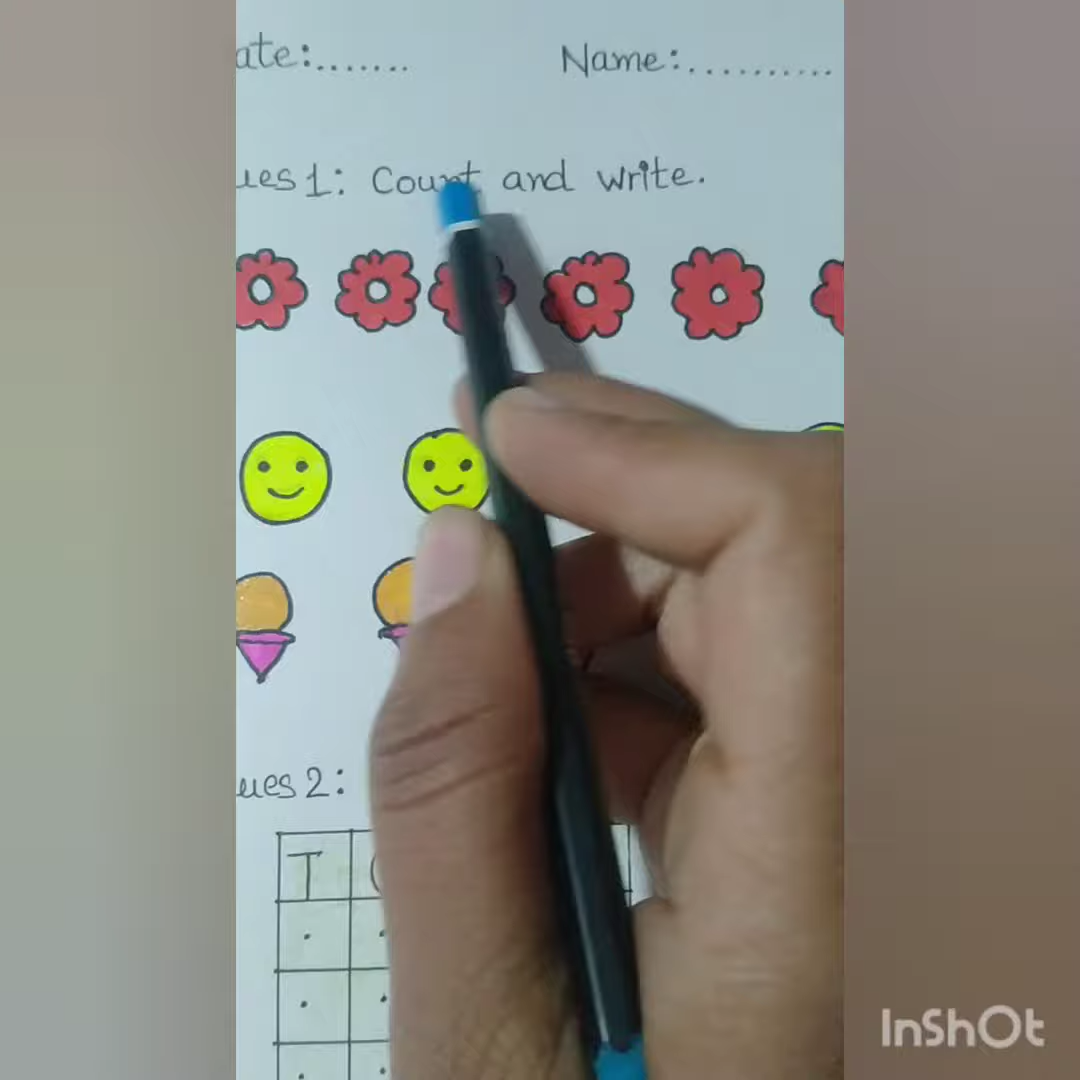 ate:....... Name:...........
ues 1: Count and write.
ues 2:
T
InShOt